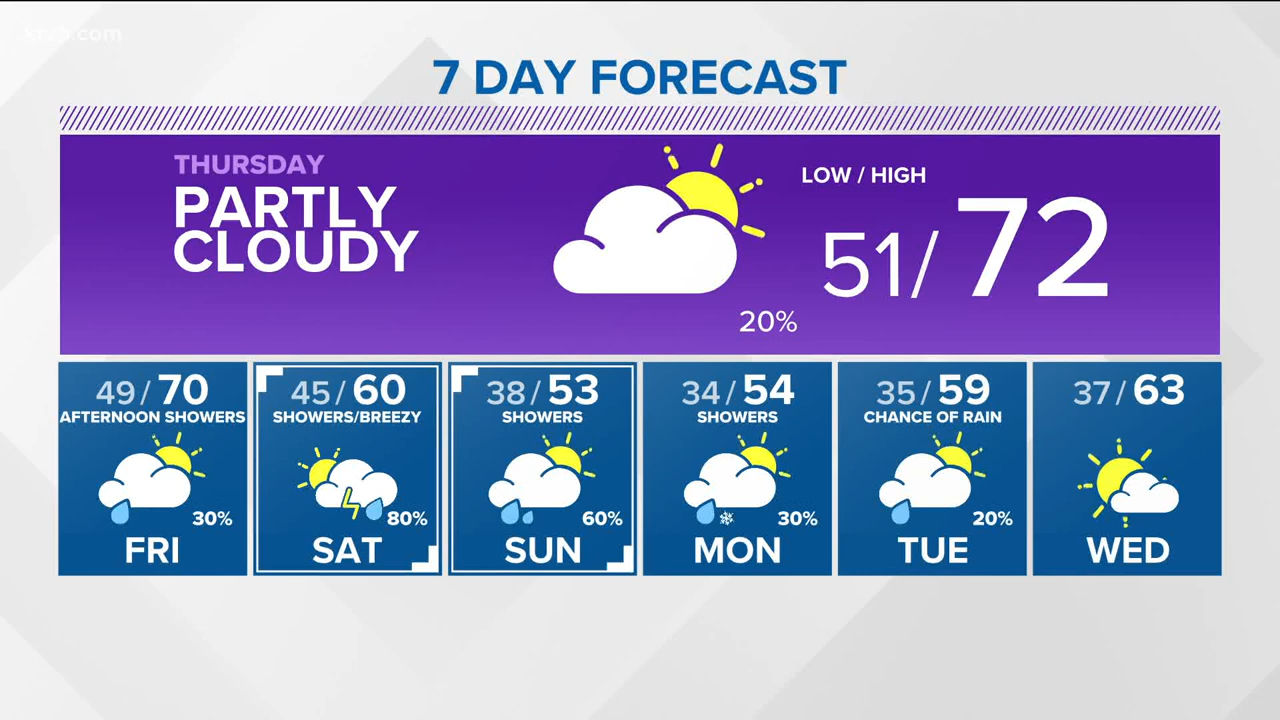 7 DAY FORECAST
THURSDAY
PARTLY
CLOUDY
LOW / HIGH
51/72
20%
49/70
AFTERNOON SHOWERS
30%
FRI
45/60
SHOWERS/BREEZY
80%
SAT
38/53
SHOWERS
60%
SUN
34/54
SHOWERS
30%
MON
35/59
CHANCE OF RAIN
20%
TUE
37/63
WED